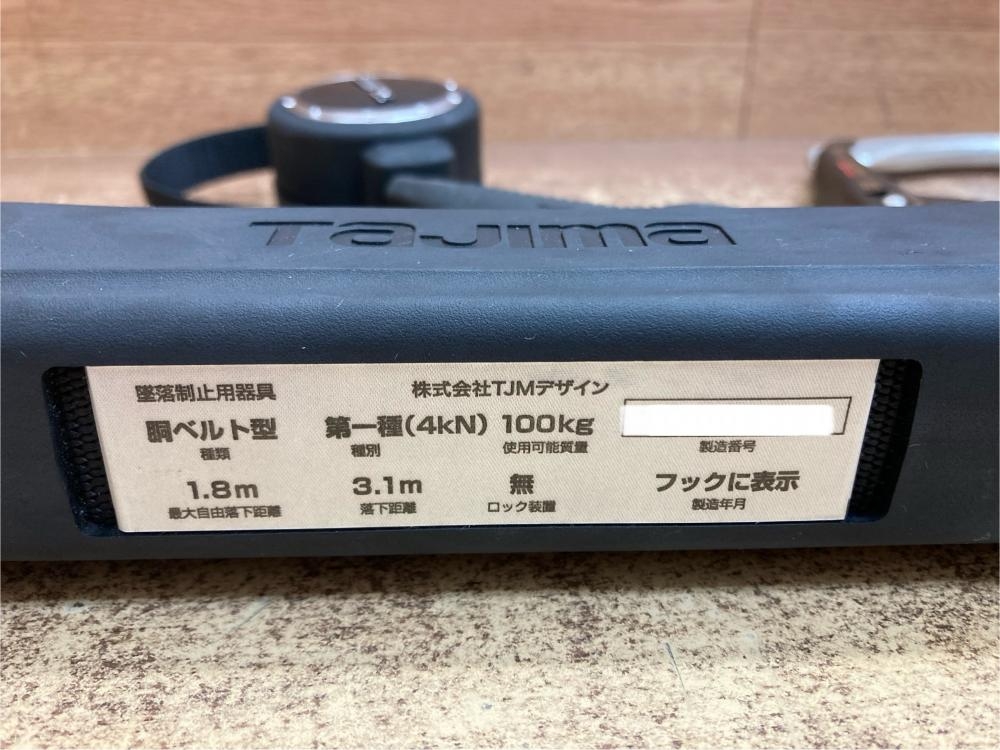 Tajima
墜落制止用器具 株式会社TJMデザイン
胴ベルト型 第一種(4kN) 100kg
種類 種別 使用可能質量 製造番号
1.8m 3.1m 無 フックに表示
最大自由落下距離 落下距離 ロック装置 製造年月